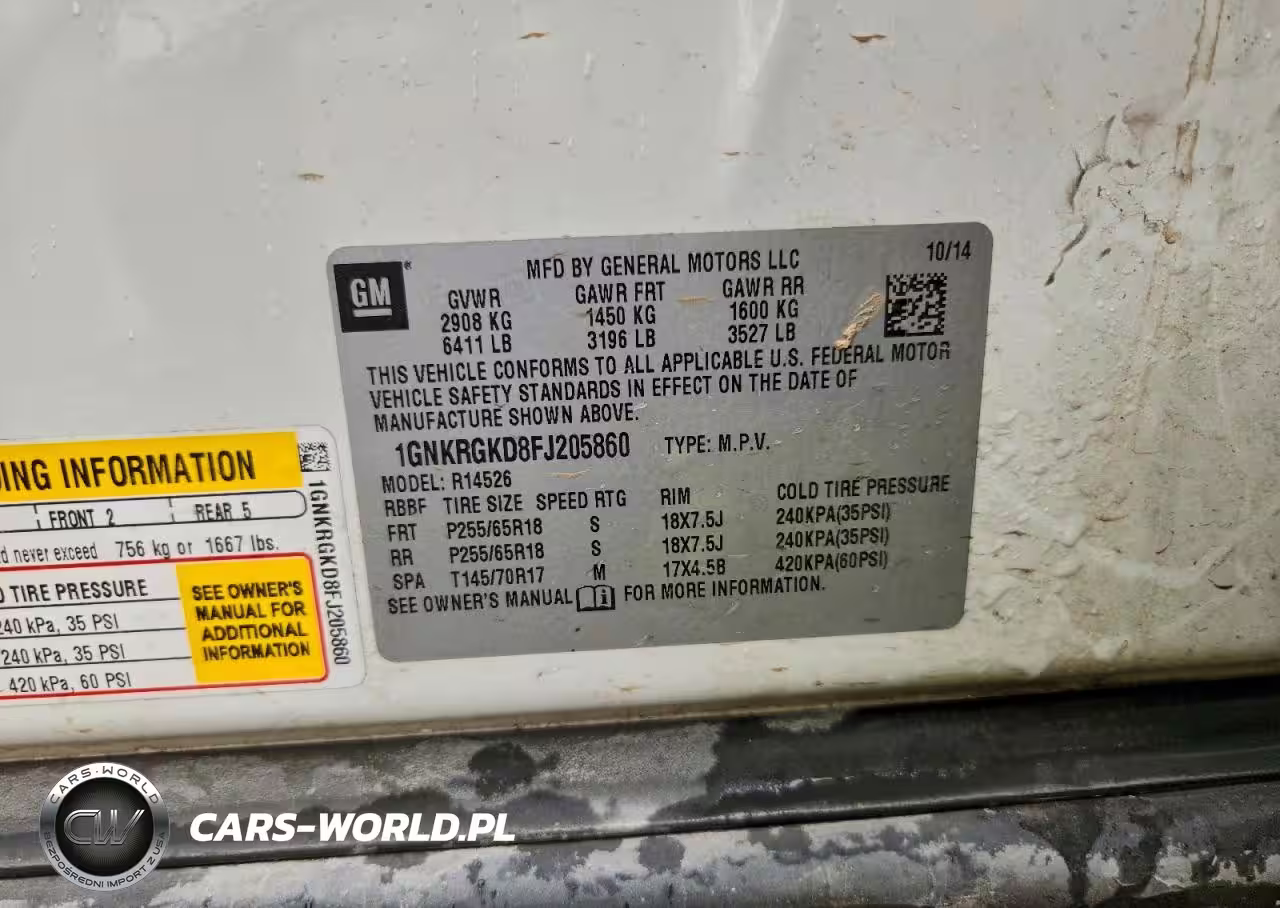 GM®
MFD BY GENERAL MOTORS LLC
10/14
GVWR GAWR FRT GAWR RR
2908 KG 1450 KG 1600 KG
6411 LB 3196 LB 3527 LB
THIS VEHICLE CONFORMS TO ALL APPLICABLE U.S. FEDERAL MOTOR
VEHICLE SAFETY STANDARDS IN EFFECT ON THE DATE OF
MANUFACTURE SHOWN ABOVE.
1GNKRGKD8FJ205860 TYPE: M.P.V.
MODEL: R14526
RBBF TIRE SIZE SPEED RTG RIM COLD TIRE PRESSURE
FRT P255/65R18 S 18X7.5J 240KPA(35PSI)
RR P255/65R18 S 18X7.5J 240KPA(35PSI)
SPA T145/70R17 M 17X4.5B 420KPA(60PSI)
SEE OWNER'S MANUAL FOR MORE INFORMATION.
ING INFORMATION
FRONT 2 REAR 5
d never exceed 756 kg or 1667 lbs.
TIRE PRESSURE
240 kPa, 35 PSI
240 kPa, 35 PSI
420 kPa, 60 PSI
SEE OWNER'S
MANUAL FOR
ADDITIONAL
INFORMATION
1GNKRGKD8FJ205860
CARS-WORLD
CW
BEZPOŚREDNI IMPORT Z USA
CARS-WORLD.PL